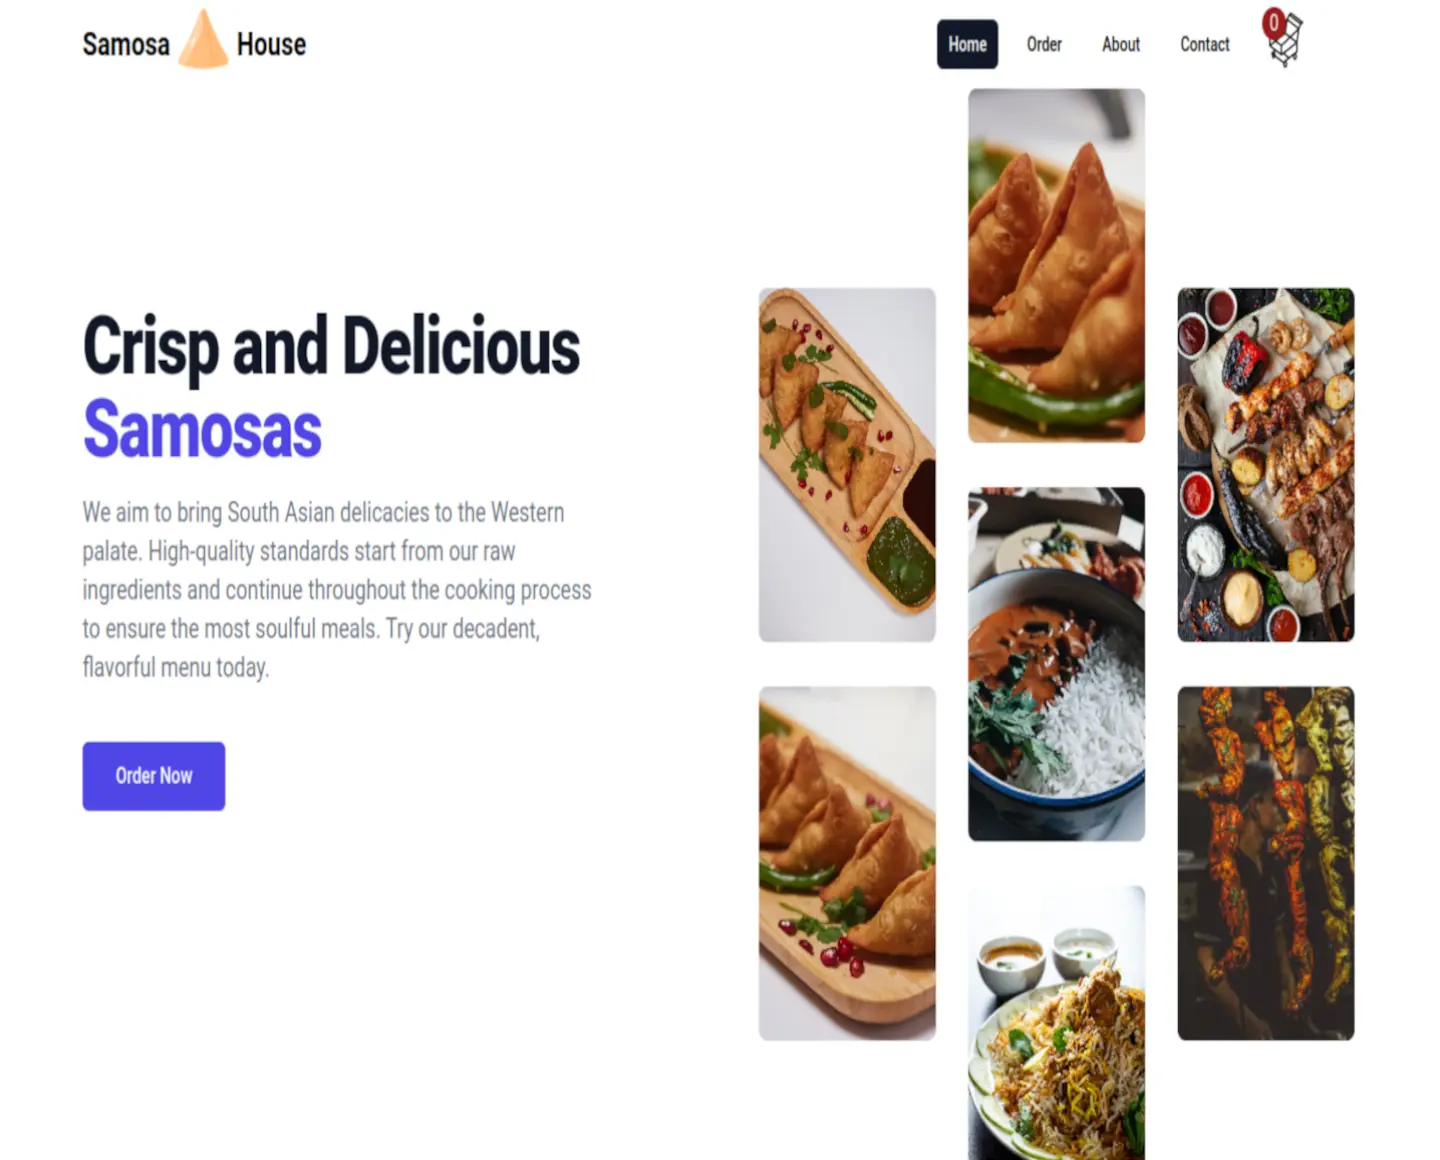 Samosa House
Home Order About Contact 0
Crisp and Delicious
Samosas
We aim to bring South Asian delicacies to the Western
palate. High-quality standards start from our raw
ingredients and continue throughout the cooking process
to ensure the most soulful meals. Try our decadent,
flavorful menu today.
Order Now